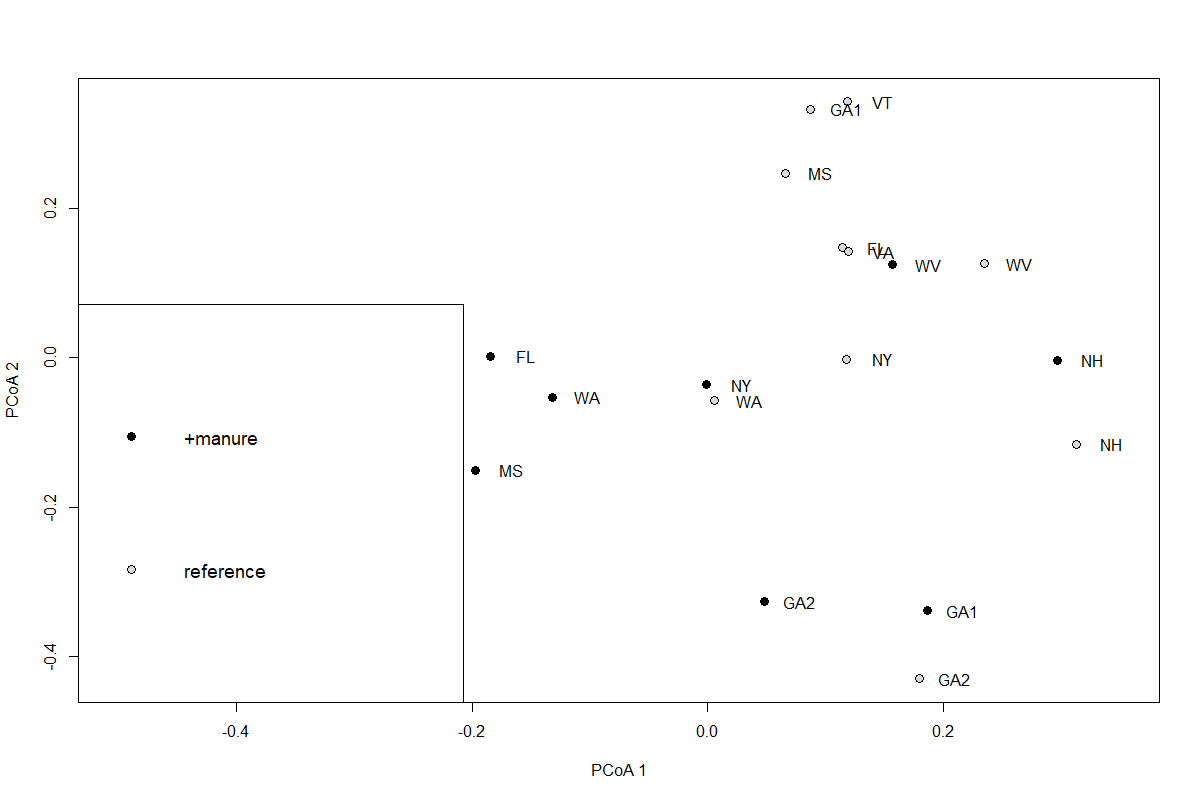 VT
GA1
MS
FL
VA
WV
WV
FL
NY
NH
WA
NY
WA
NH
MS
GA2
GA1
GA2
+manure
reference
PCoA 2
0.2
0.0
-0.2
-0.4
-0.4
-0.2
0.0
0.2
PCoA 1